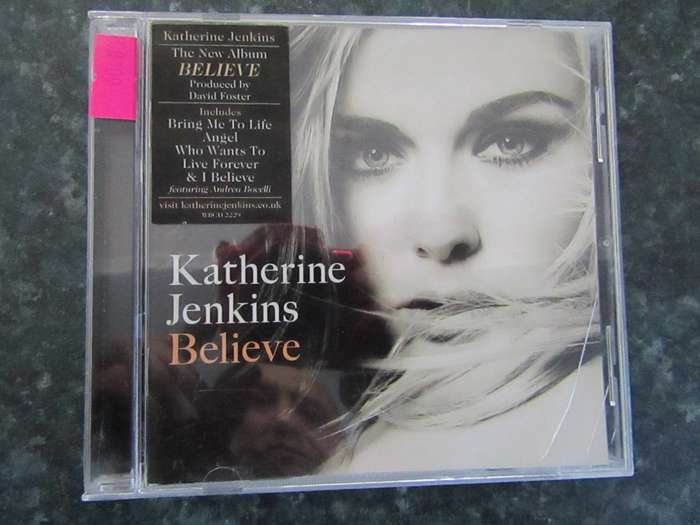 Katherine Jenkins
The New Album
BELIEVE
Produced by
David Foster
Includes
Bring Me To Life
Angel
Who Wants To
Live Forever
& I Believe
featuring Andrea Bocelli
visit katherinejenkins.co.uk
Katherine
Jenkins
Believe